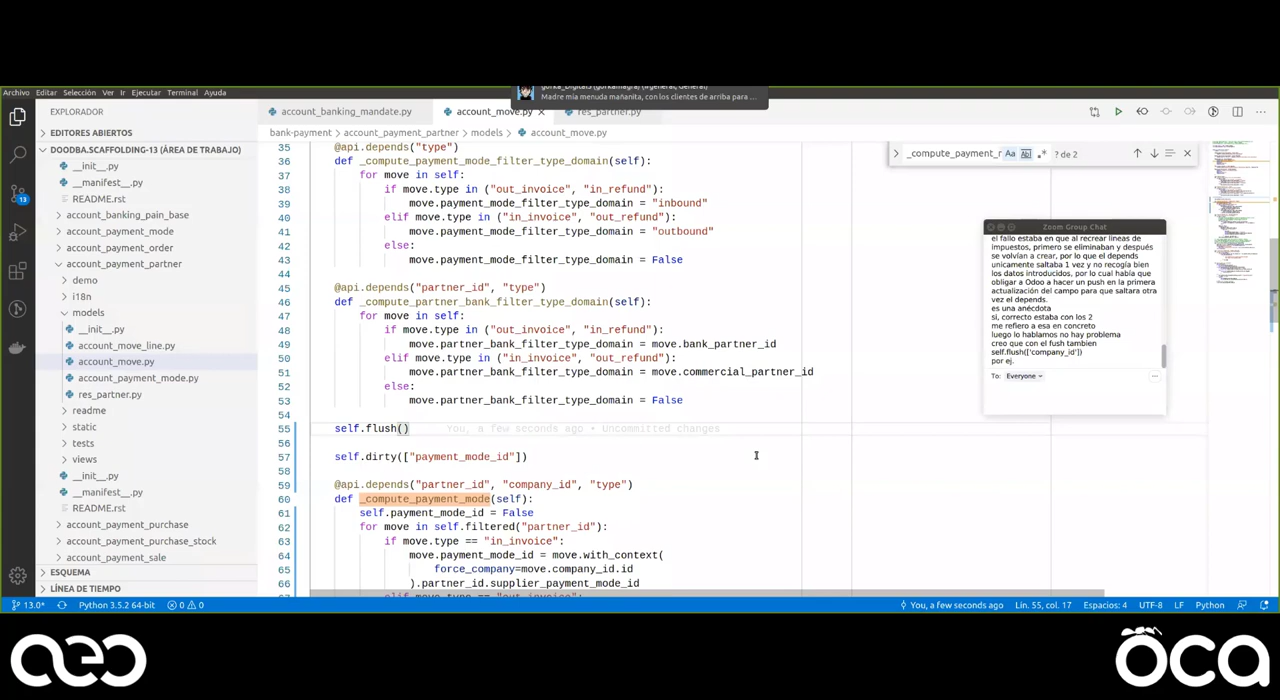 Archivo Editar Selección Ver Ir Ejecutar Terminal Ayuda
Madre mia menuda mañanita, con los clientes de arriba para ...
EXPLORADOR
account_banking_mandate.py
account_move.py
res_partner.py
EDITORES ABIERTOS
bank-payment > account_payment_partner > models > account_move.py
DOODBA.SCAFFOLDING-13 (ÁREA DE TRABAJO)
__init__.py
__manifest__.py
README.rst
account_banking_pain_base
account_payment_mode
account_payment_order
account_payment_partner
demo
i18n
models
__init__.py
account_move_line.py
account_move.py
account_payment_mode.py
res_partner.py
readme
static
tests
views
__init__.py
__manifest__.py
README.rst
account_payment_purchase
account_payment_purchase_stock
account_payment_sale
ESQUEMA
LÍNEA DE TIEMPO
35 @api.depends("type")
36 def _compute_payment_mode_filter_type_domain(self):
37 for move in self:
38 if move.type in ("out_invoice", "in_refund"):
39 move.payment_mode_filter_type_domain = "inbound"
40 elif move.type in ("in_invoice", "out_refund"):
41 move.payment_mode_filter_type_domain = "outbound"
42 else:
43 move.payment_mode_filter_type_domain = False
44
45 @api.depends("partner_id", "type")
46 def _compute_partner_bank_filter_type_domain(self):
47 for move in self:
48 if move.type in ("out_invoice", "in_refund"):
49 move.partner_bank_filter_type_domain = move.bank_partner_id
50 elif move.type in ("in_invoice", "out_refund"):
51 move.partner_bank_filter_type_domain = move.commercial_partner_id
52 else:
53 move.partner_bank_filter_type_domain = False
54
55 self.flush() You, a few seconds ago • Uncommitted changes
56
57 self.dirty(["payment_mode_id"])
58
59 @api.depends("partner_id", "company_id", "type")
60 def _compute_payment_mode(self):
61 self.payment_mode_id = False
62 for move in self.filtered("partner_id"):
63 if move.type == "in_invoice":
64 move.payment_mode_id = move.with_context(
65 force_company=move.company_id.id
66 ).partner_id.supplier_payment_mode_id
_compute_payment_r Aa Ab .* ? de 2
Zoom Group Chat
el fallo estaba en que al recrear lineas de
impuestos, primero se eliminaban y después
se volvían a crear, por lo que el depends
unicamente saltaba 1 vez y no recogía bien
los datos introducidos, por lo cual había que
obligar a Odoo a hacer un push en la primera
actualización del campo para que saltara otra
vez el depends.
es una anécdota
si, correcto estaba con los 2
me refiero a esa en concreto
luego lo hablamos no hay problema
creo que con el fush tambien
self.flush(['company_id'])
por ej.
To: Everyone
13
13.0* Python 3.5.2 64-bit 0 0 You, a few seconds ago Lín. 55, col. 17 Espacios: 4 UTF-8 LF Python
aeo
oca